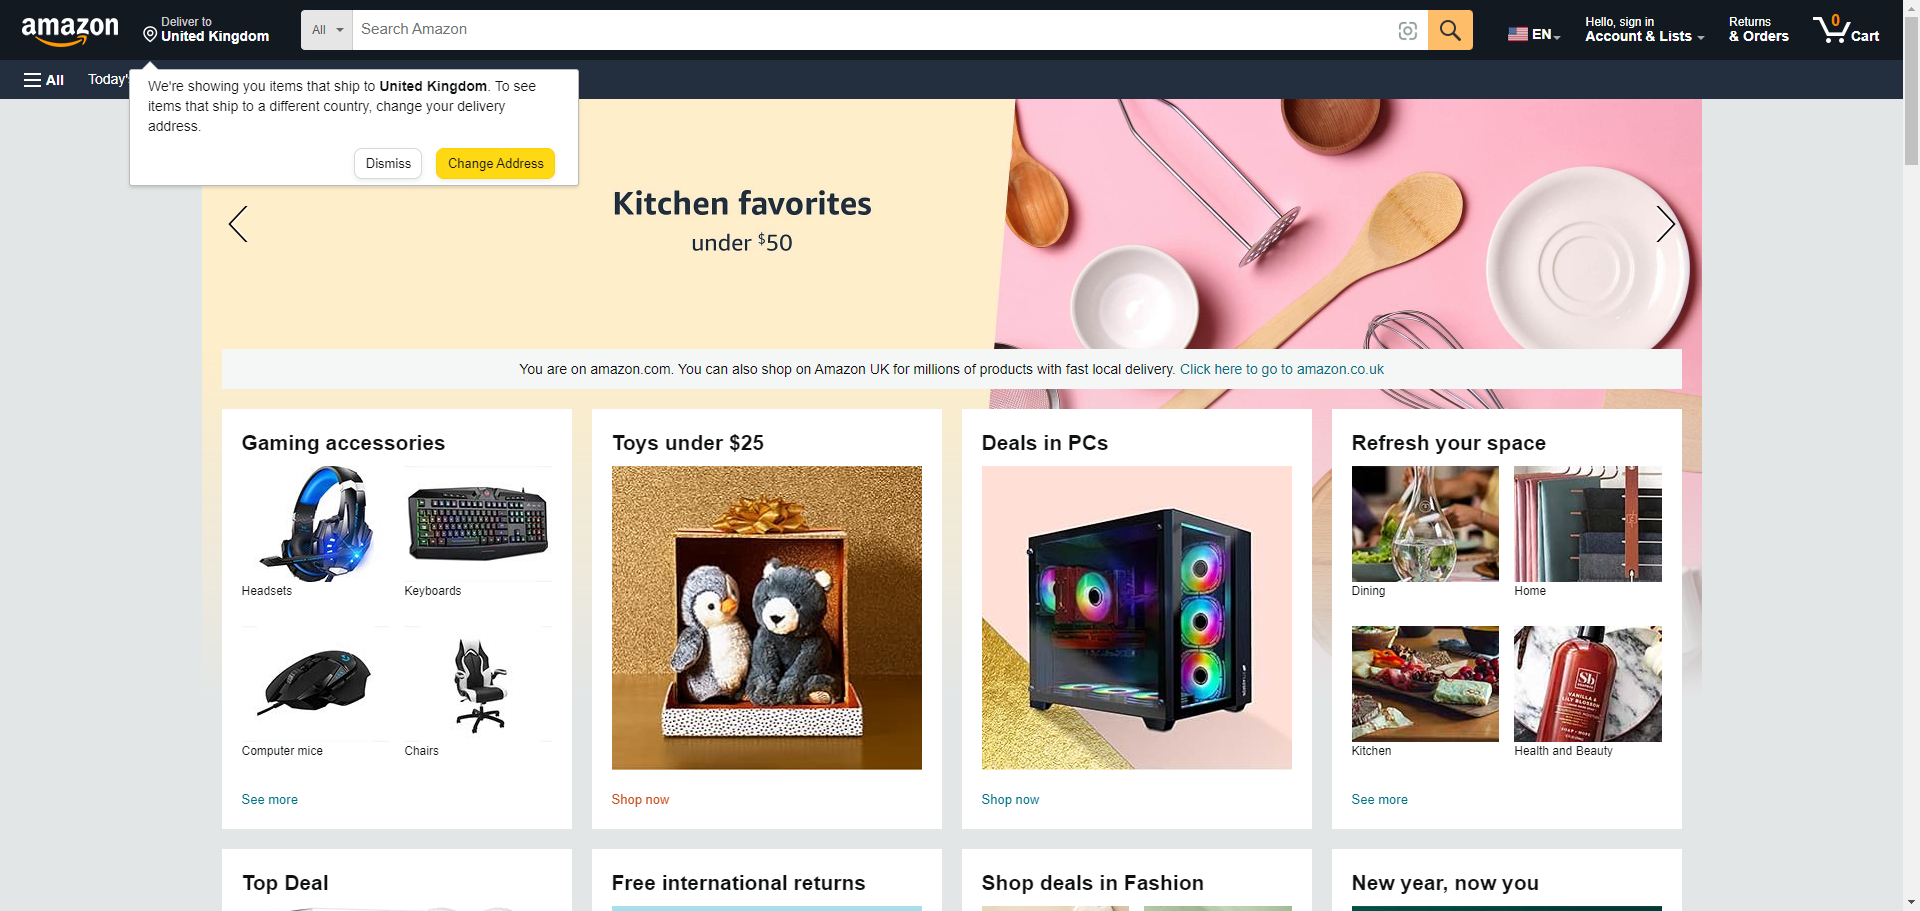 amazon
Deliver to
United Kingdom
All
Search Amazon
EN
Hello, sign in
Account & Lists
Returns
& Orders
0
Cart
All
Today'
We're showing you items that ship to United Kingdom. To see
items that ship to a different country, change your delivery
address.
Dismiss
Change Address
Kitchen favorites
under $50
You are on amazon.com. You can also shop on Amazon UK for millions of products with fast local delivery. Click here to go to amazon.co.uk
Gaming accessories
Headsets
Keyboards
Computer mice
Chairs
See more
Toys under $25
Shop now
Deals in PCs
Shop now
Refresh your space
Dining
Home
Sb
VANILLA &
LILY BLOSSOM
Kitchen
Health and Beauty
See more
Top Deal
Free international returns
Shop deals in Fashion
New year, now you